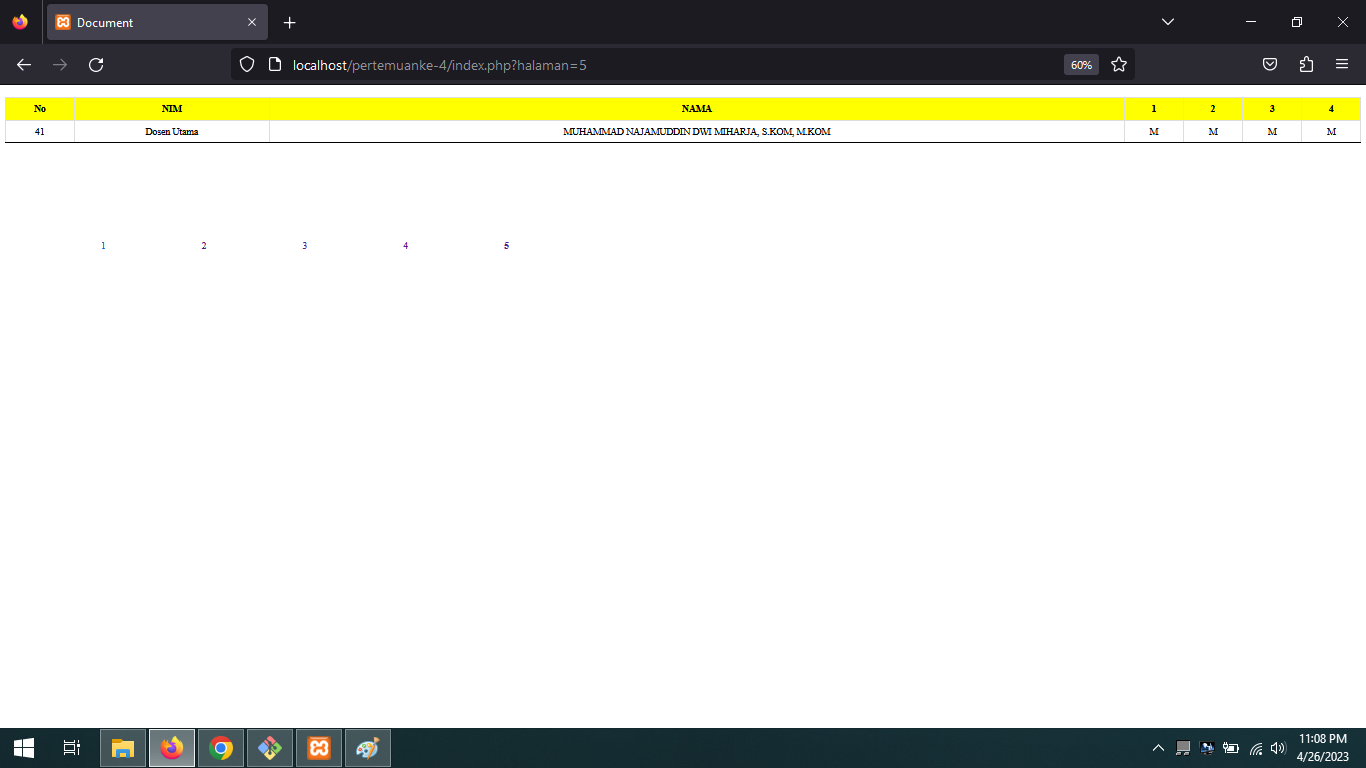 Document
localhost/pertemuanke-4/index.php?halaman=5
60%
No NIM NAMA 1 2 3 4
41 Dosen Utama MUHAMMAD NAJAMUDDIN DWI MIHARJA, S.KOM, M.KOM M M M M
1 2 3 4 5
11:08 PM
4/26/2023